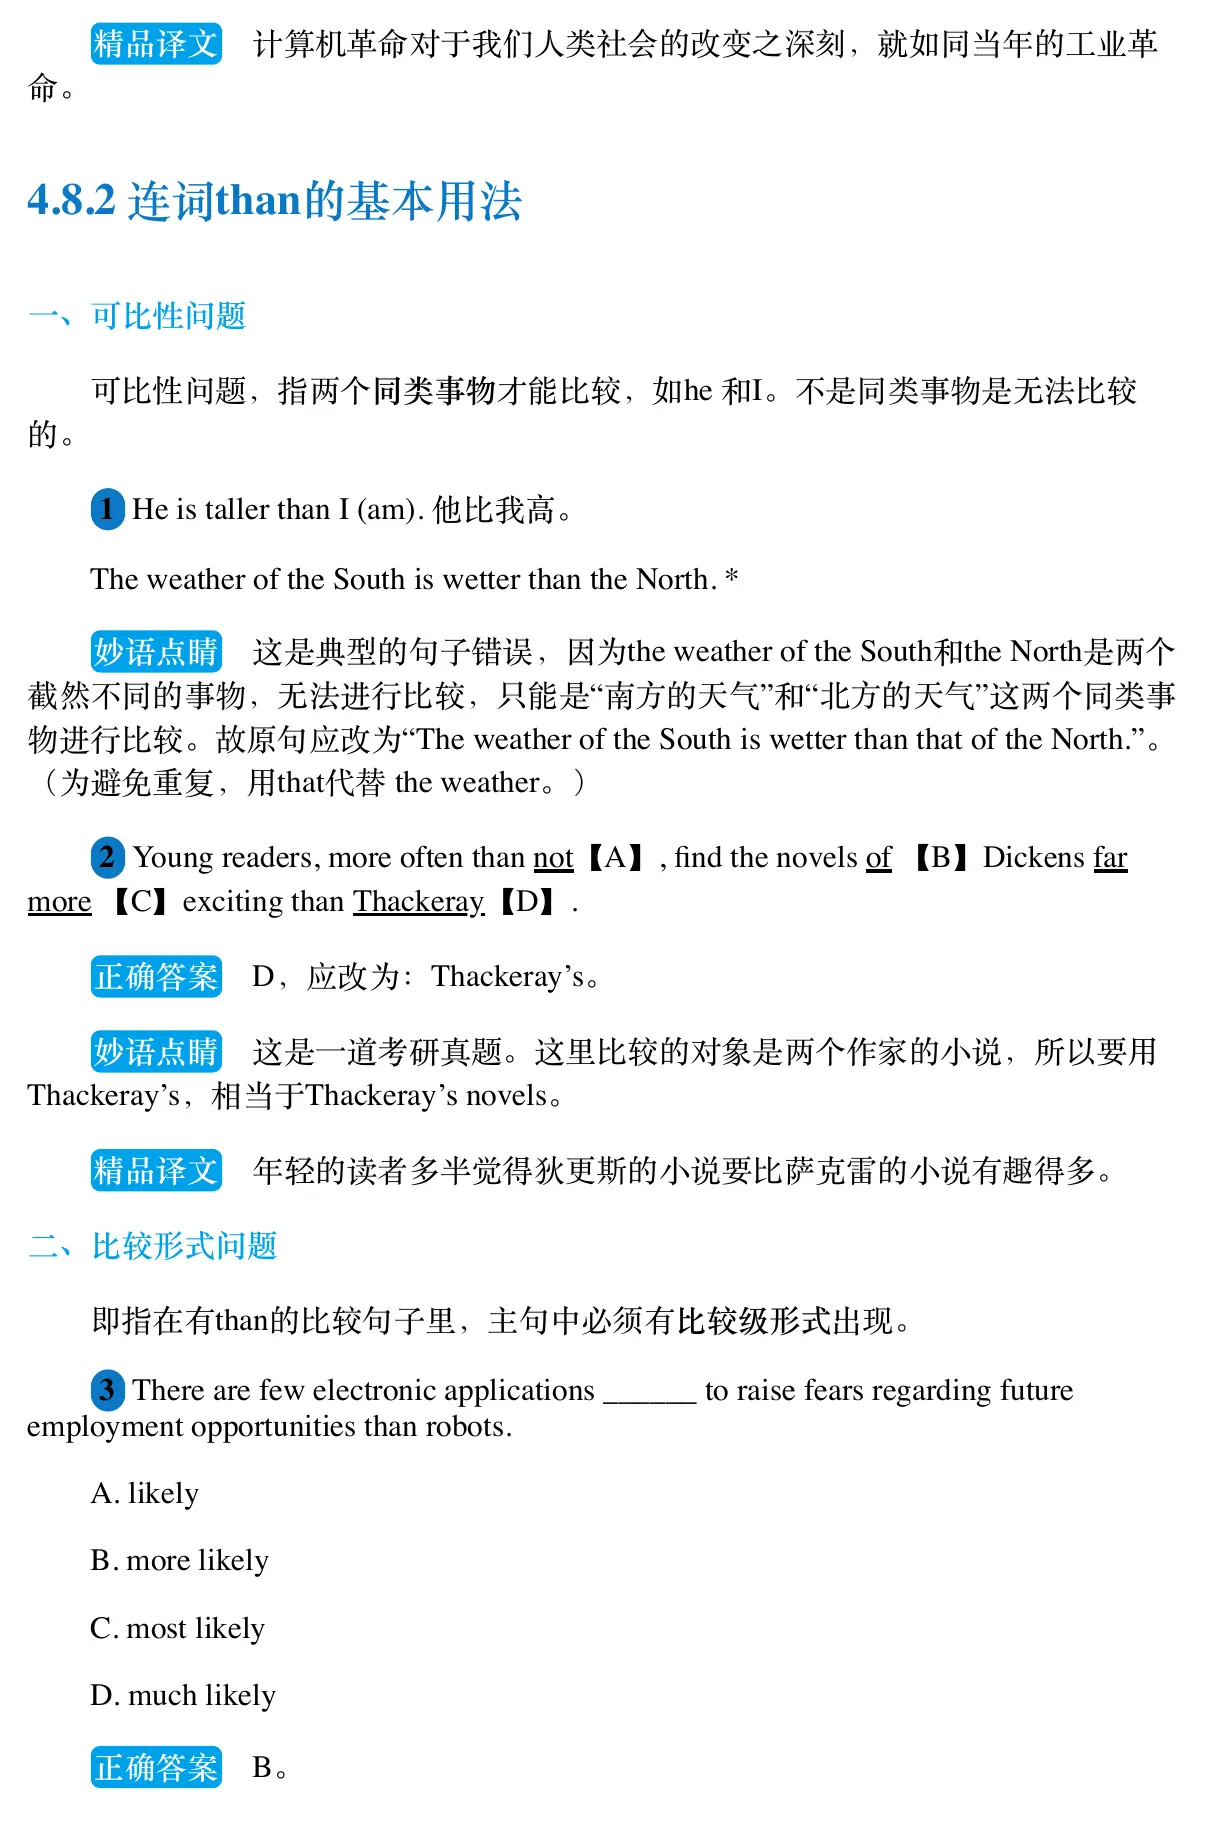 精品译文 计算机革命对于我们人类社会的改变之深刻，就如同当年的工业革
命。
4.8.2 连词than的基本用法
一、可比性问题
可比性问题，指两个同类事物才能比较，如he 和I。不是同类事物是无法比较
的。
1 He is taller than I (am). 他比我高。
The weather of the South is wetter than the North. *
妙语点睛 这是典型的句子错误，因为the weather of the South和the North是两个
截然不同的事物，无法进行比较，只能是“南方的天气”和“北方的天气”这两个同类事
物进行比较。故原句应改为“The weather of the South is wetter than that of the North.”。
（为避免重复，用that代替 the weather。）
2 Young readers, more often than not【A】, find the novels of 【B】Dickens far
more 【C】exciting than Thackeray【D】.
正确答案 D，应改为：Thackeray’s。
妙语点睛 这是一道考研真题。这里比较的对象是两个作家的小说，所以要用
Thackeray’s，相当于Thackeray’s novels。
精品译文 年轻的读者多半觉得狄更斯的小说要比萨克雷的小说有趣得多。
二、比较形式问题
即指在有than的比较句子里，主句中必须有比较级形式出现。
3 There are few electronic applications ______ to raise fears regarding future
employment opportunities than robots.
A. likely
B. more likely
C. most likely
D. much likely
正确答案 B。